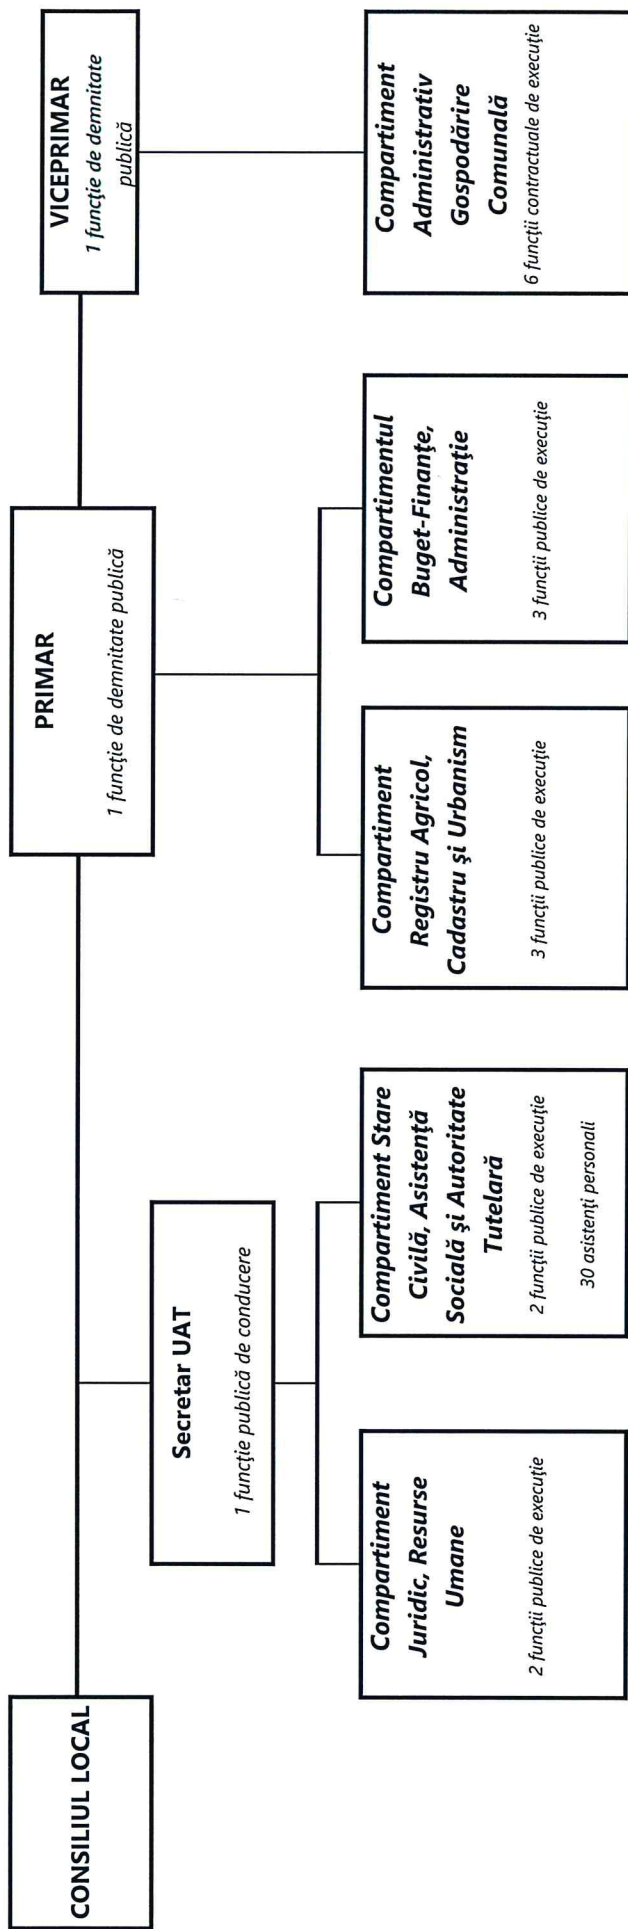 CONSILIUL LOCAL
PRIMAR
1 funcţie de demnitate publică
VICEPRIMAR
1 funcţie de demnitate
publică
Secretar UAT
1 funcţie publică de conducere
Compartiment
Juridic, Resurse
Umane
2 funcţii publice de execuţie
Compartiment Stare
Civilă, Asistenţă
Socială şi Autoritate
Tutelară
2 funcţii publice de execuţie
30 asistenţi personali
Compartiment
Registru Agricol,
Cadastru şi Urbanism
3 funcţii publice de execuţie
Compartimentul
Buget-Finanţe,
Administraţie
3 funcţii publice de execuţie
Compartiment
Administrativ
Gospodărire
Comunală
6 funcţii contractuale de execuţie